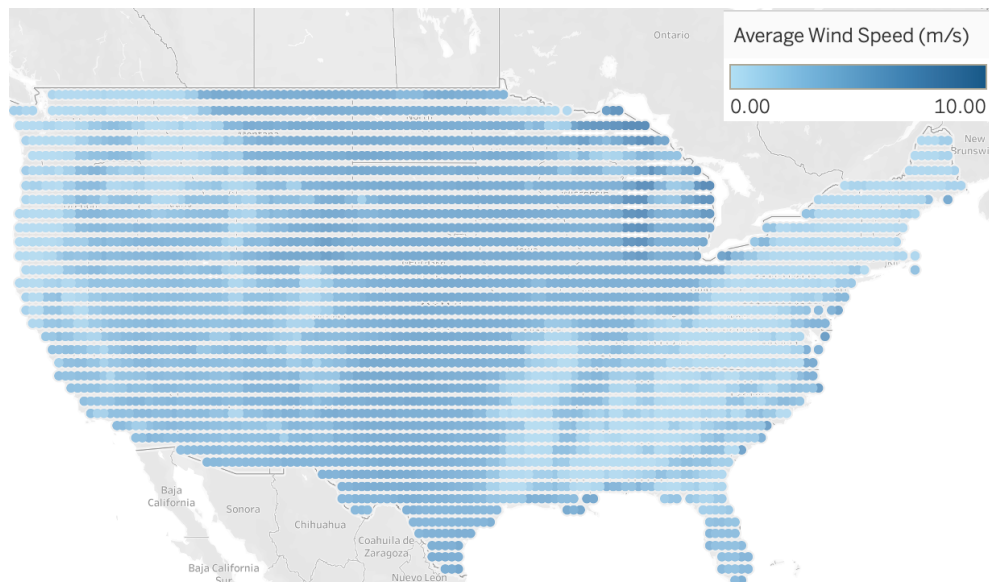 Average Wind Speed (m/s)
0.00 10.00
Ontario
New
Brunswi
Baja
California
Sonora
Chihuahua
Coahuila de
Zaragoza
Baja California
Sur
Nuevo León